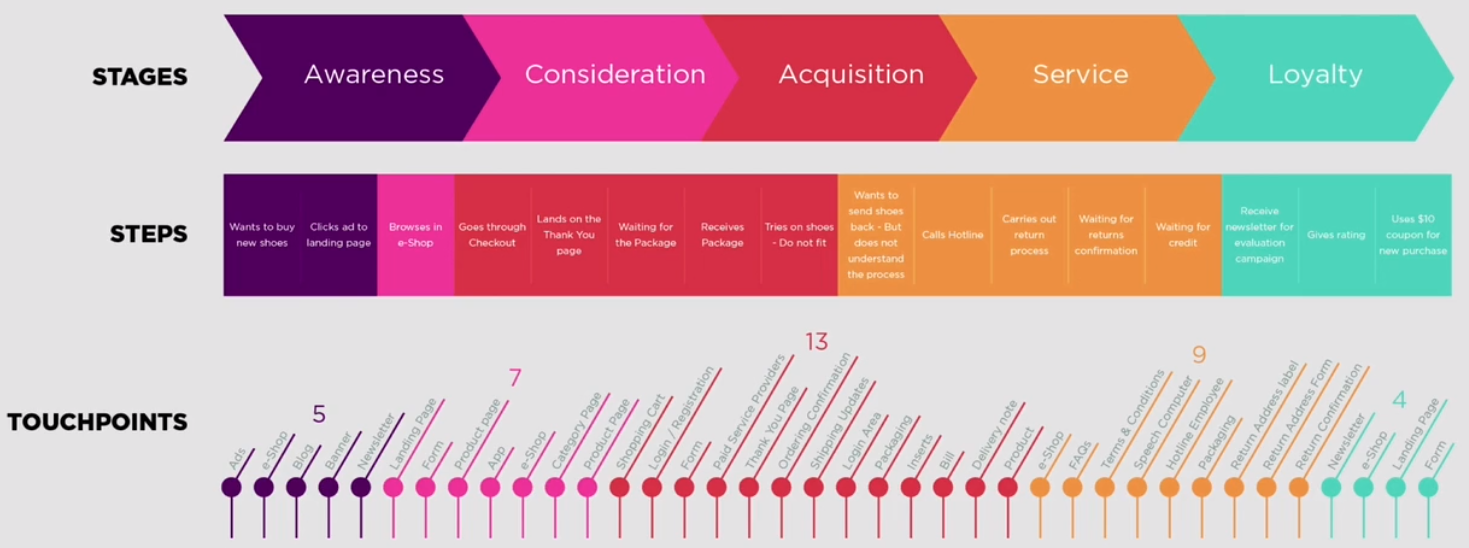 STAGES
Awareness
Consideration
Acquisition
Service
Loyalty
STEPS
Wants to buy
new shoes
Clicks ad to
landing page
Browses in
e-Shop
Goes through
Checkout
Lands on the
Thank You
page
Waiting for
the Package
Receives
Package
Tries on shoes
- Do not fit
Wants to
send shoes
back - But
does not
understand
the process
Calls Hotline
Carries out
return
process
Waiting for
returns
confirmation
Waiting for
credit
Receive
newsletter for
evaluation
campaign
Gives rating
Uses $10
coupon for
new purchase
TOUCHPOINTS
5
Ads
e-Shop
Blog
Banner
Newsletter
7
Landing Page
Form
Product page
App
e-Shop
Category Page
Product Page
13
Shopping Cart
Login / Registration
Form
Paid Service Providers
Thank You Page
Ordering Confirmation
Shipping Updates
Login Area
Packaging
Inserts
Bill
Delivery note
Product
9
e-Shop
FAQs
Terms & Conditions
Speech Computer
Hotline Employee
Packaging
Return Address label
Return Address Form
Return Confirmation
4
Newsletter
e-Shop
Landing Page
Form